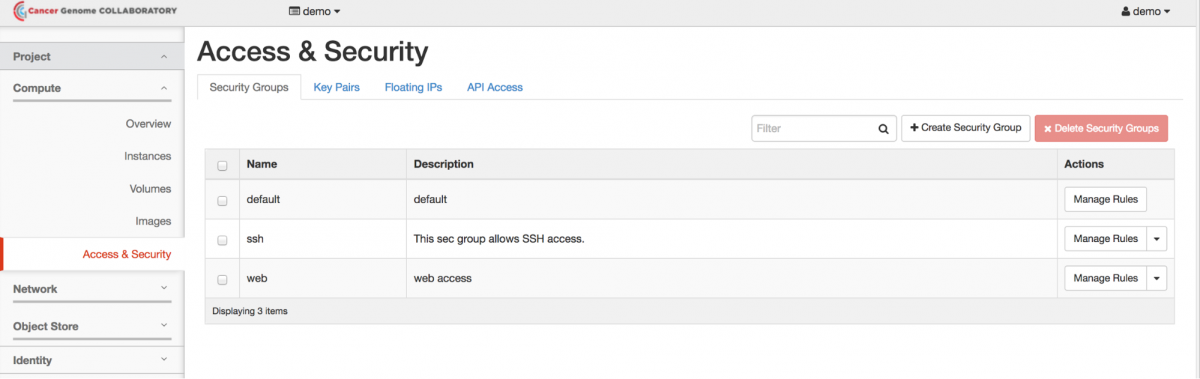 Cancer Genome COLLABORATORY demo demo
Project
Compute
Overview
Instances
Volumes
Images
Access & Security
Network
Object Store
Identity
Access & Security
Security Groups Key Pairs Floating IPs API Access
Filter + Create Security Group × Delete Security Groups
Name Description Actions
default default Manage Rules
ssh This sec group allows SSH access. Manage Rules
web web access Manage Rules
Displaying 3 items